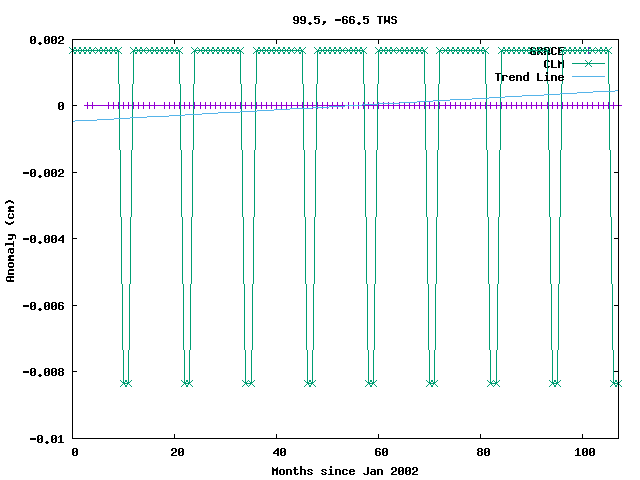 99.5, -66.5 TWS
0.002
0
-0.002
-0.004
-0.006
-0.008
-0.01
Anomaly (cm)
GRACE
CLM
Trend Line
0 20 40 60 80 100
Months since Jan 2002